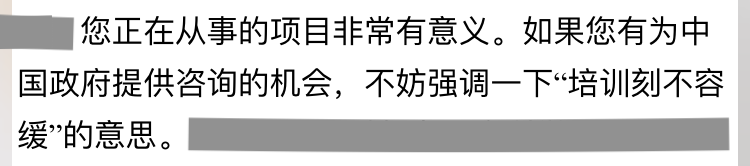 您正在从事的项目非常有意义。如果您有为中
国政府提供咨询的机会，不妨强调一下“培训刻不容
缓”的意思。